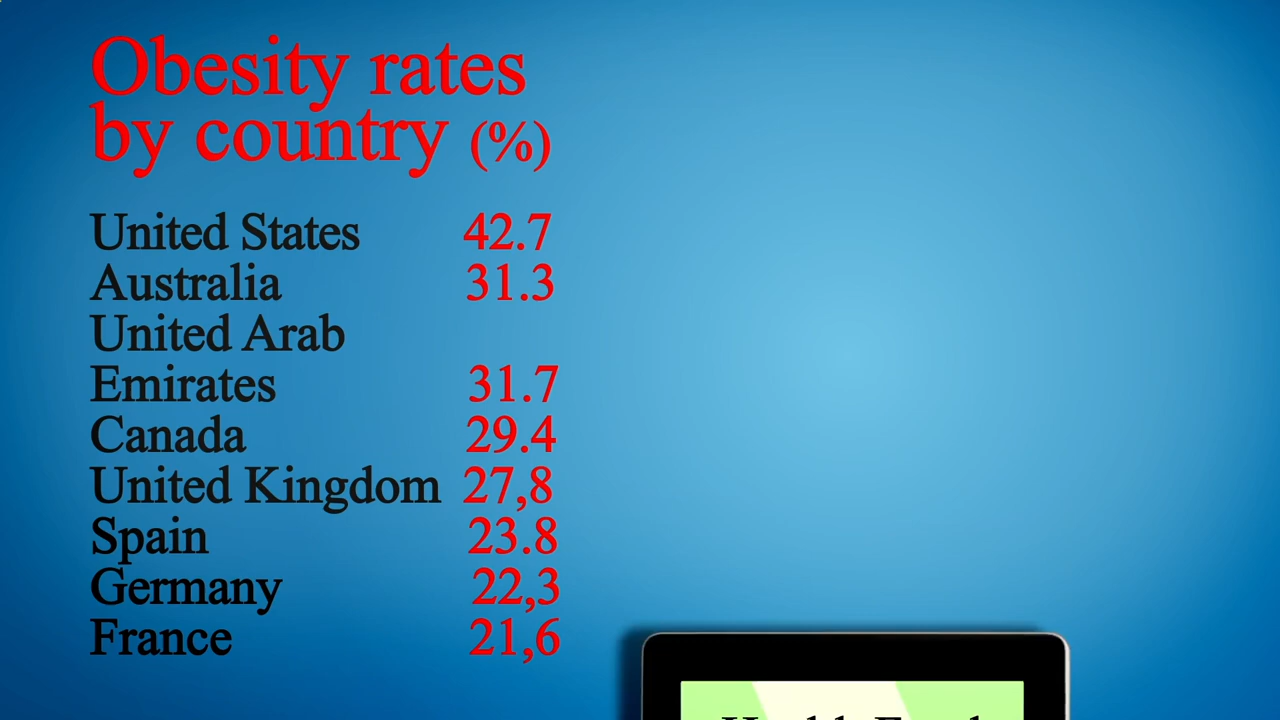 Obesity rates
by country (%)
United States 42.7
Australia 31.3
United Arab
Emirates 31.7
Canada 29.4
United Kingdom 27,8
Spain 23.8
Germany 22,3
France 21,6